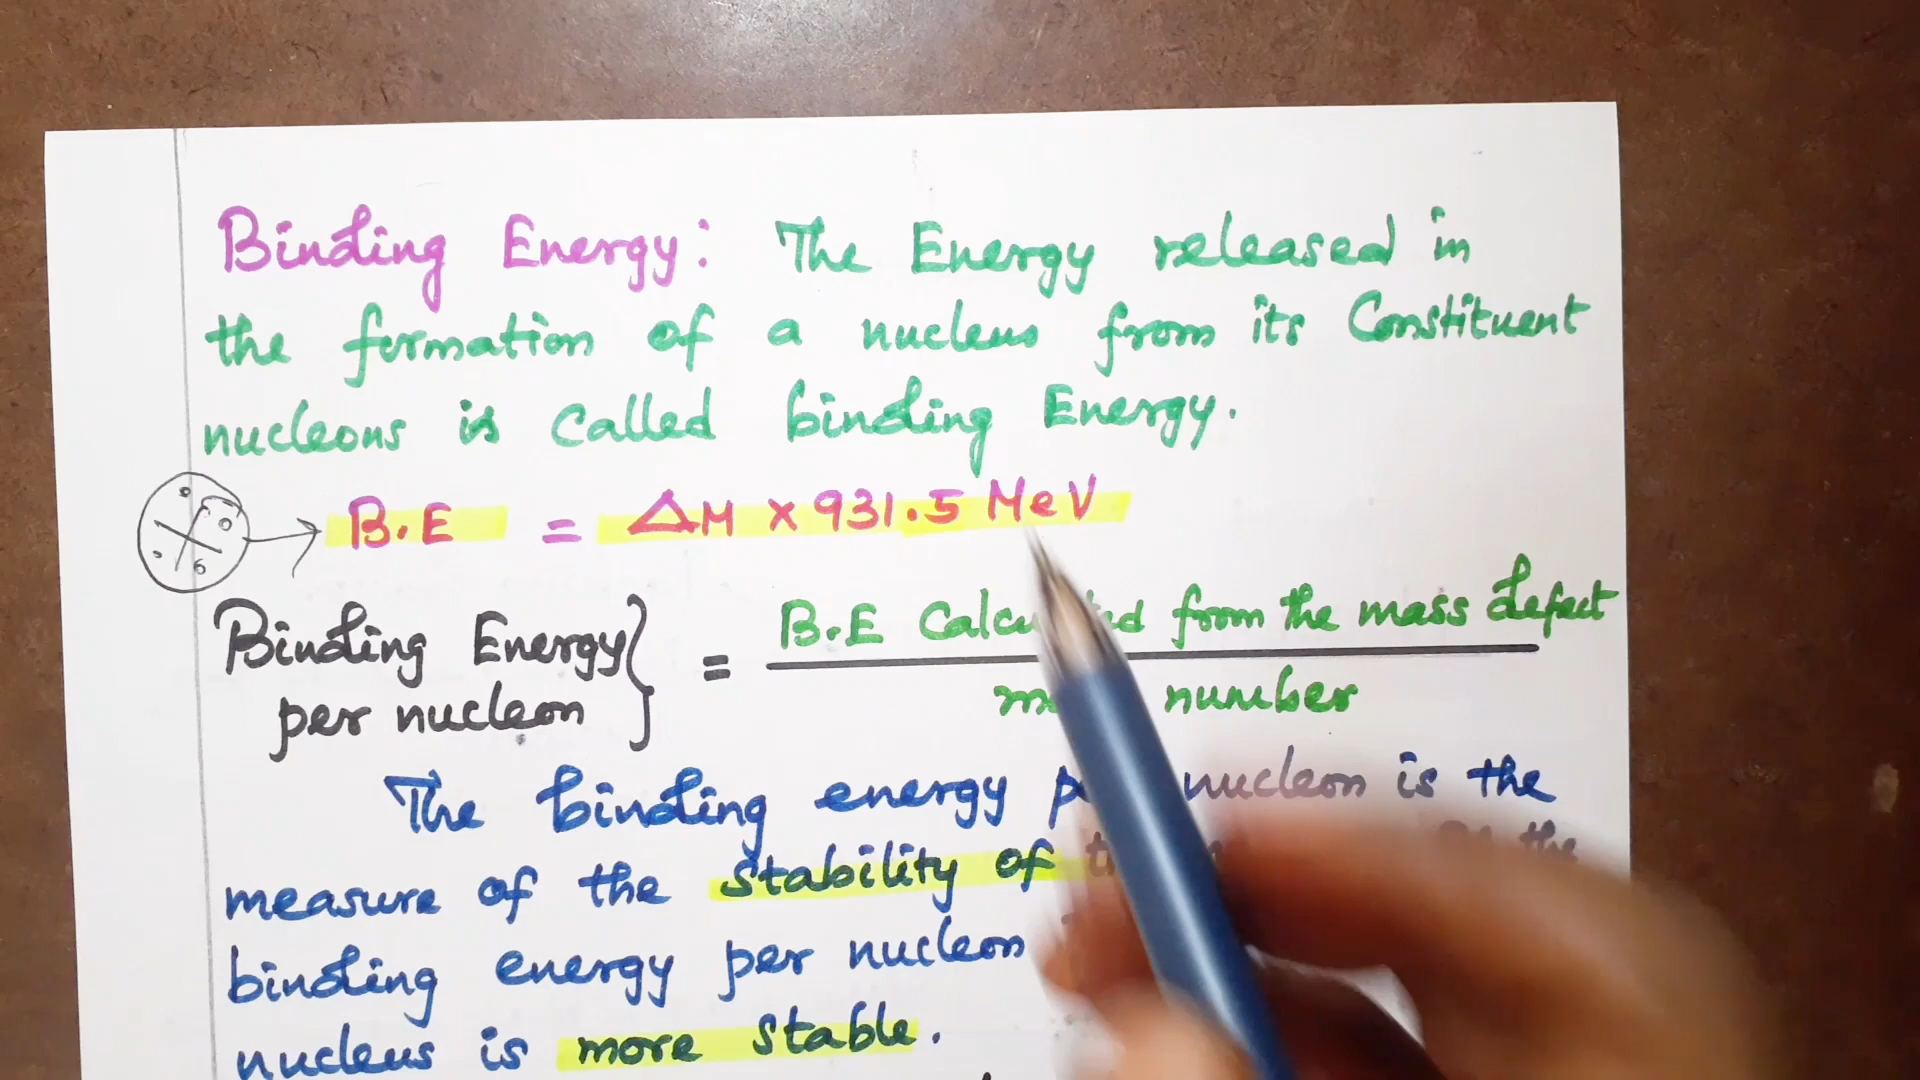 Binding Energy: The Energy released in
the formation of a nucleus from its Constituent
nucleons is Called binding Energy.
B.E = ΔM x 931.5 MeV
Binding Energy per nucleon } = B.E from the mass defect
number
The binding energy nucleon is the
measure of the stability of the
binding energy per nucleon
nucleus is more stable.